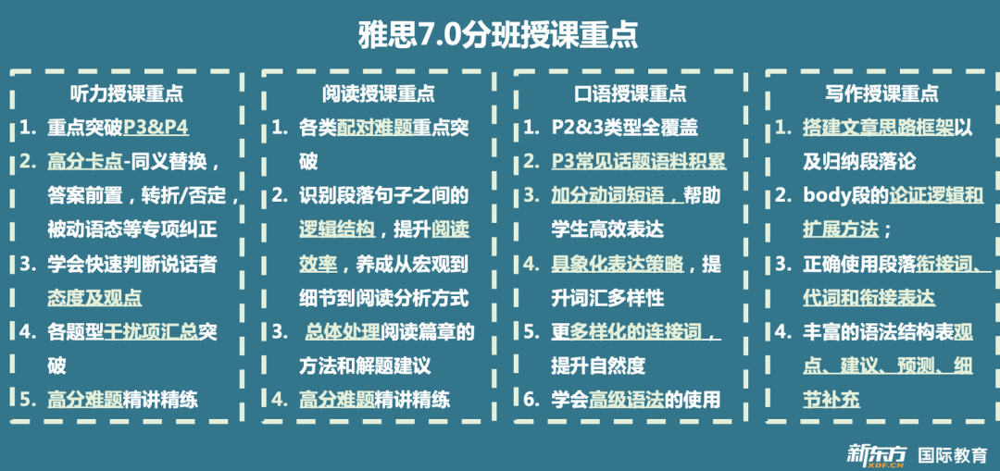 雅思7.0分班授课重点
听力授课重点
1. 重点突破P3&P4
2. 高分卡点-同义替换，
答案前置，转折/否定，
被动语态等专项纠正
3. 学会快速判断说话者
态度及观点
4. 各题型干扰项汇总突
破
5. 高分难题精讲精练
阅读授课重点
1. 各类配对难题重点突
破
2. 识别段落句子之间的
逻辑结构，提升阅读
效率，养成从宏观到
细节到阅读分析方式
3. 总体处理阅读篇章的
方法和解题建议
4. 高分难题精讲精练
口语授课重点
1. P2&3类型全覆盖
2. P3常见话题语料积累
3. 加分动词短语，帮助
学生高效表达
4. 具象化表达策略，提
升词汇多样性
5. 更多样化的连接词，
提升自然度
6. 学会高级语法的使用
写作授课重点
1. 搭建文章思路框架以
及归纳段落论
2. body段的论证逻辑和
扩展方法；
3. 正确使用段落衔接词、
代词和衔接表达
4. 丰富的语法结构表观
点、建议、预测、细
节补充
新东方 国际教育
XDF.CN